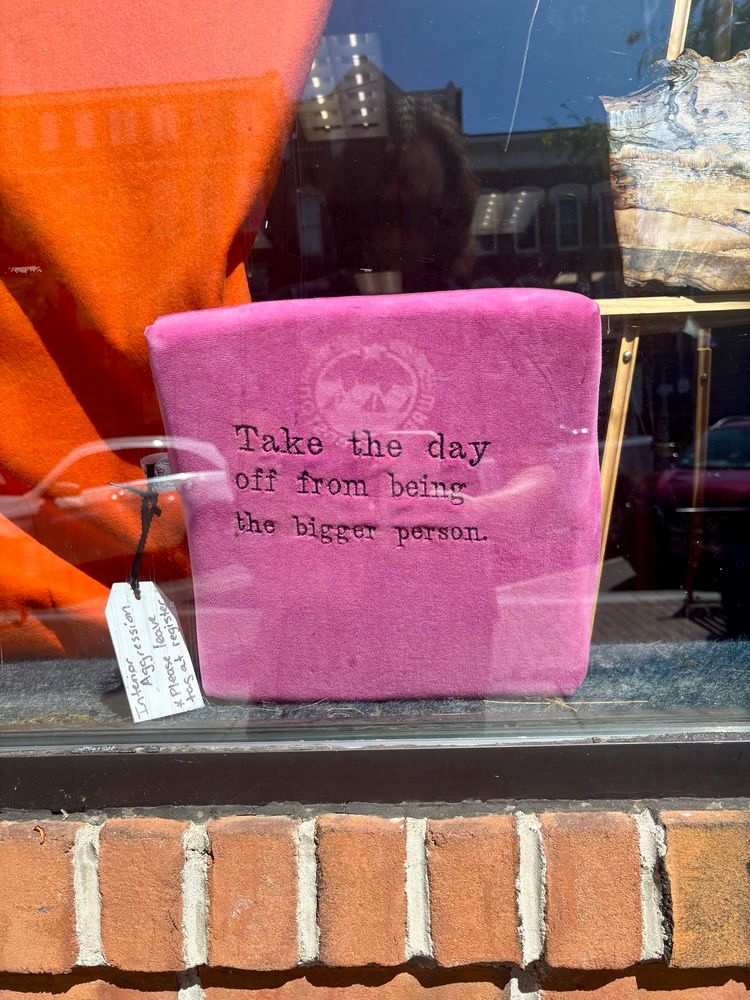 Take the day
off from being
the bigger person.
Interior
Aggression
*please leave
tag at register